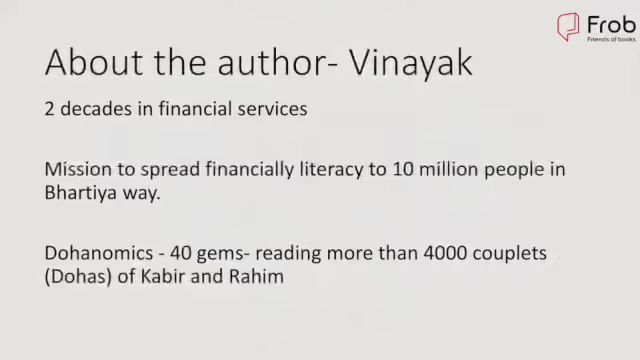 Frob
Friends of books
About the author- Vinayak
2 decades in financial services
Mission to spread financially literacy to 10 million people in
Bhartiya way.
Dohanomics - 40 gems- reading more than 4000 couplets
(Dohas) of Kabir and Rahim